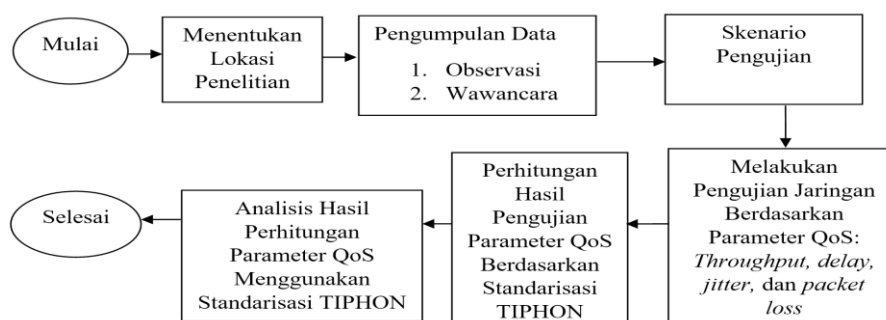 Mulai
Menentukan
Lokasi
Penelitian
Pengumpulan Data
1. Observasi
2. Wawancara
Skenario
Pengujian
Melakukan
Pengujian Jaringan
Berdasarkan
Parameter QoS:
Throughput, delay,
jitter, dan packet
loss
Perhitungan
Hasil
Pengujian
Parameter QoS
Berdasarkan
Standarisasi
TIPHON
Analisis Hasil
Perhitungan
Parameter QoS
Menggunakan
Standarisasi TIPHON
Selesai